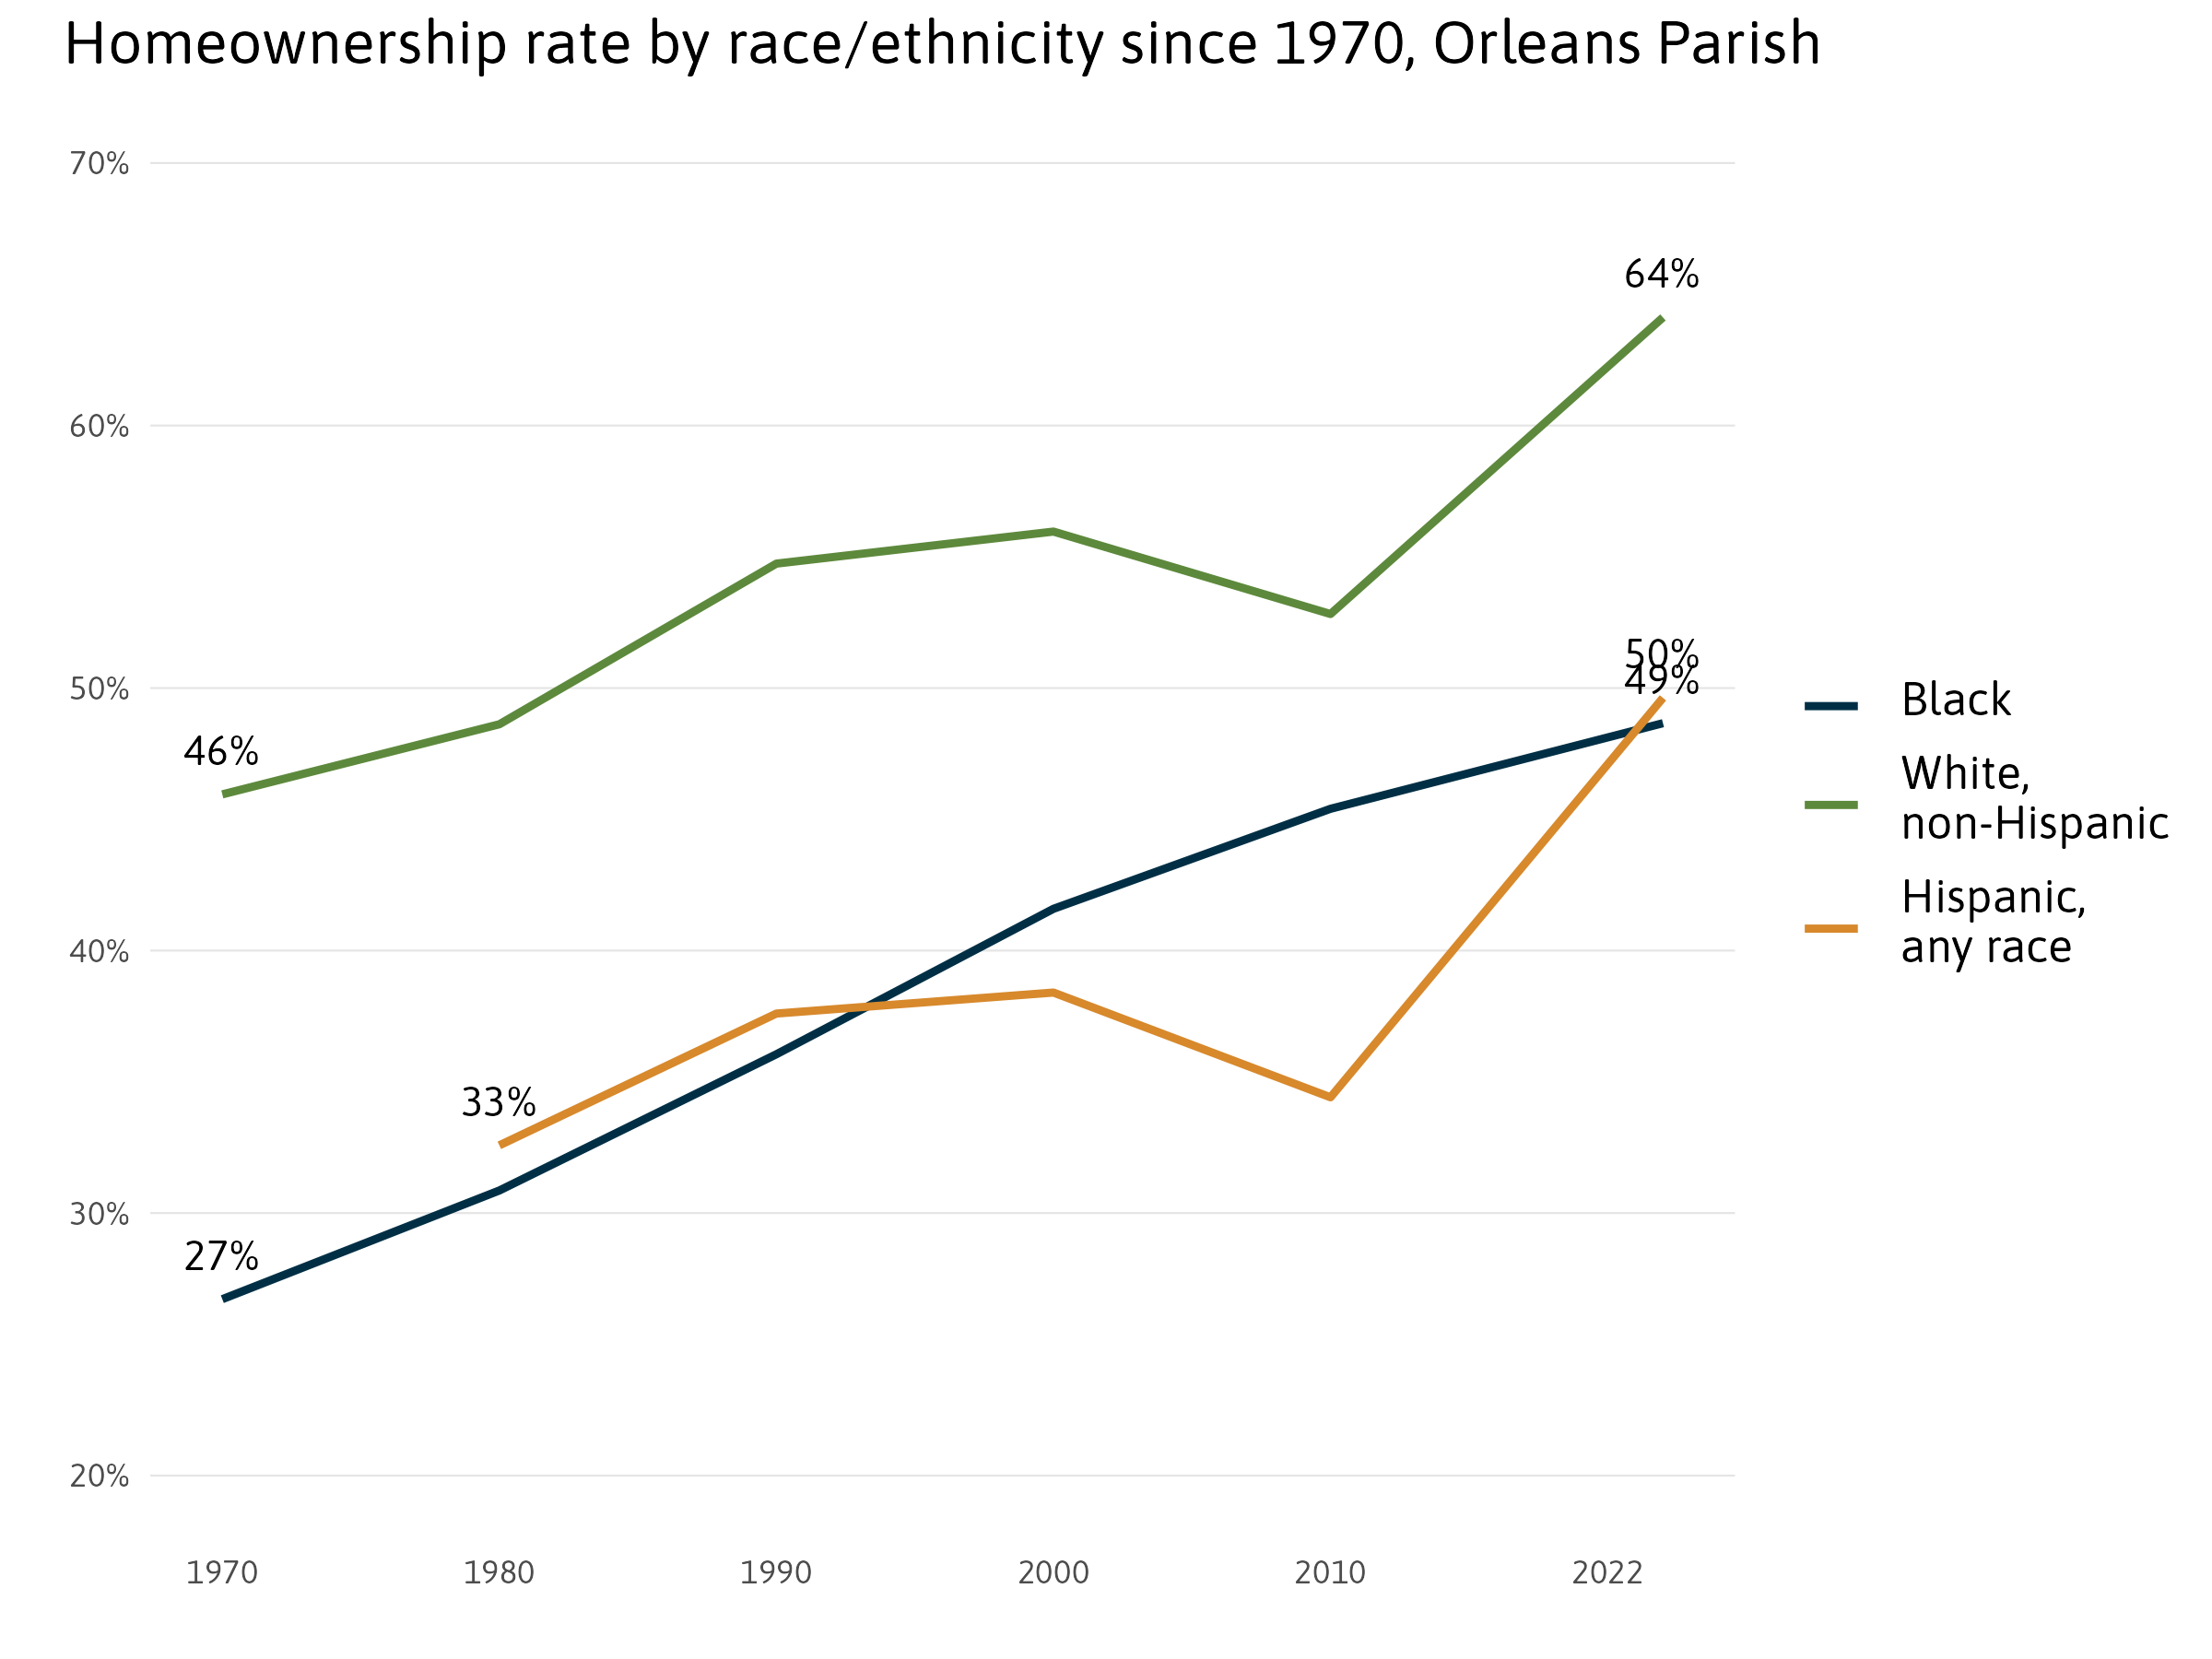 Homeownership rate by race/ethnicity since 1970, Orleans Parish
70%
64%
60%
50%
49%
50%
46%
Black
White,
non-Hispanic
Hispanic,
any race
40%
33%
30%
27%
20%
1970 1980 1990 2000 2010 2022